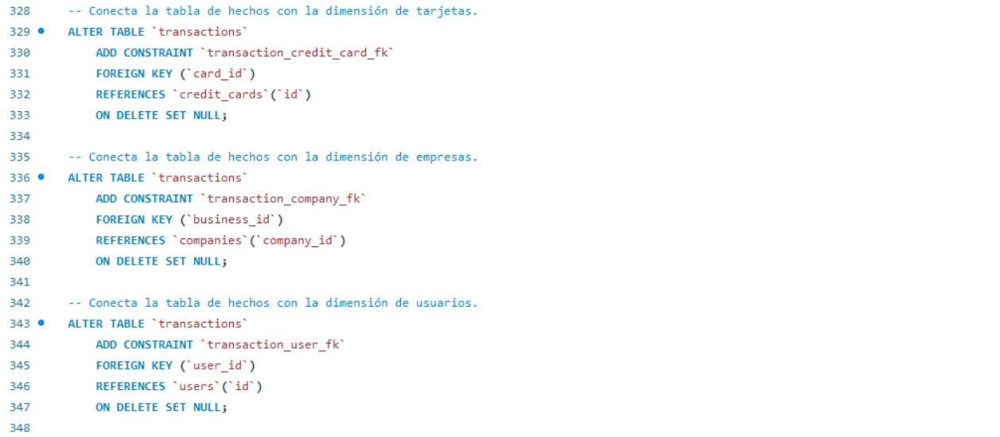 328 -- Conecta la tabla de hechos con la dimensión de tarjetas.
329 ALTER TABLE `transactions`
330 ADD CONSTRAINT `transaction_credit_card_fk`
331 FOREIGN KEY (`card_id`)
332 REFERENCES `credit_cards`(`id`)
333 ON DELETE SET NULL;
334
335 -- Conecta la tabla de hechos con la dimensión de empresas.
336 ALTER TABLE `transactions`
337 ADD CONSTRAINT `transaction_company_fk`
338 FOREIGN KEY (`business_id`)
339 REFERENCES `companies`(`company_id`)
340 ON DELETE SET NULL;
341
342 -- Conecta la tabla de hechos con la dimensión de usuarios.
343 ALTER TABLE `transactions`
344 ADD CONSTRAINT `transaction_user_fk`
345 FOREIGN KEY (`user_id`)
346 REFERENCES `users`(`id`)
347 ON DELETE SET NULL;
348